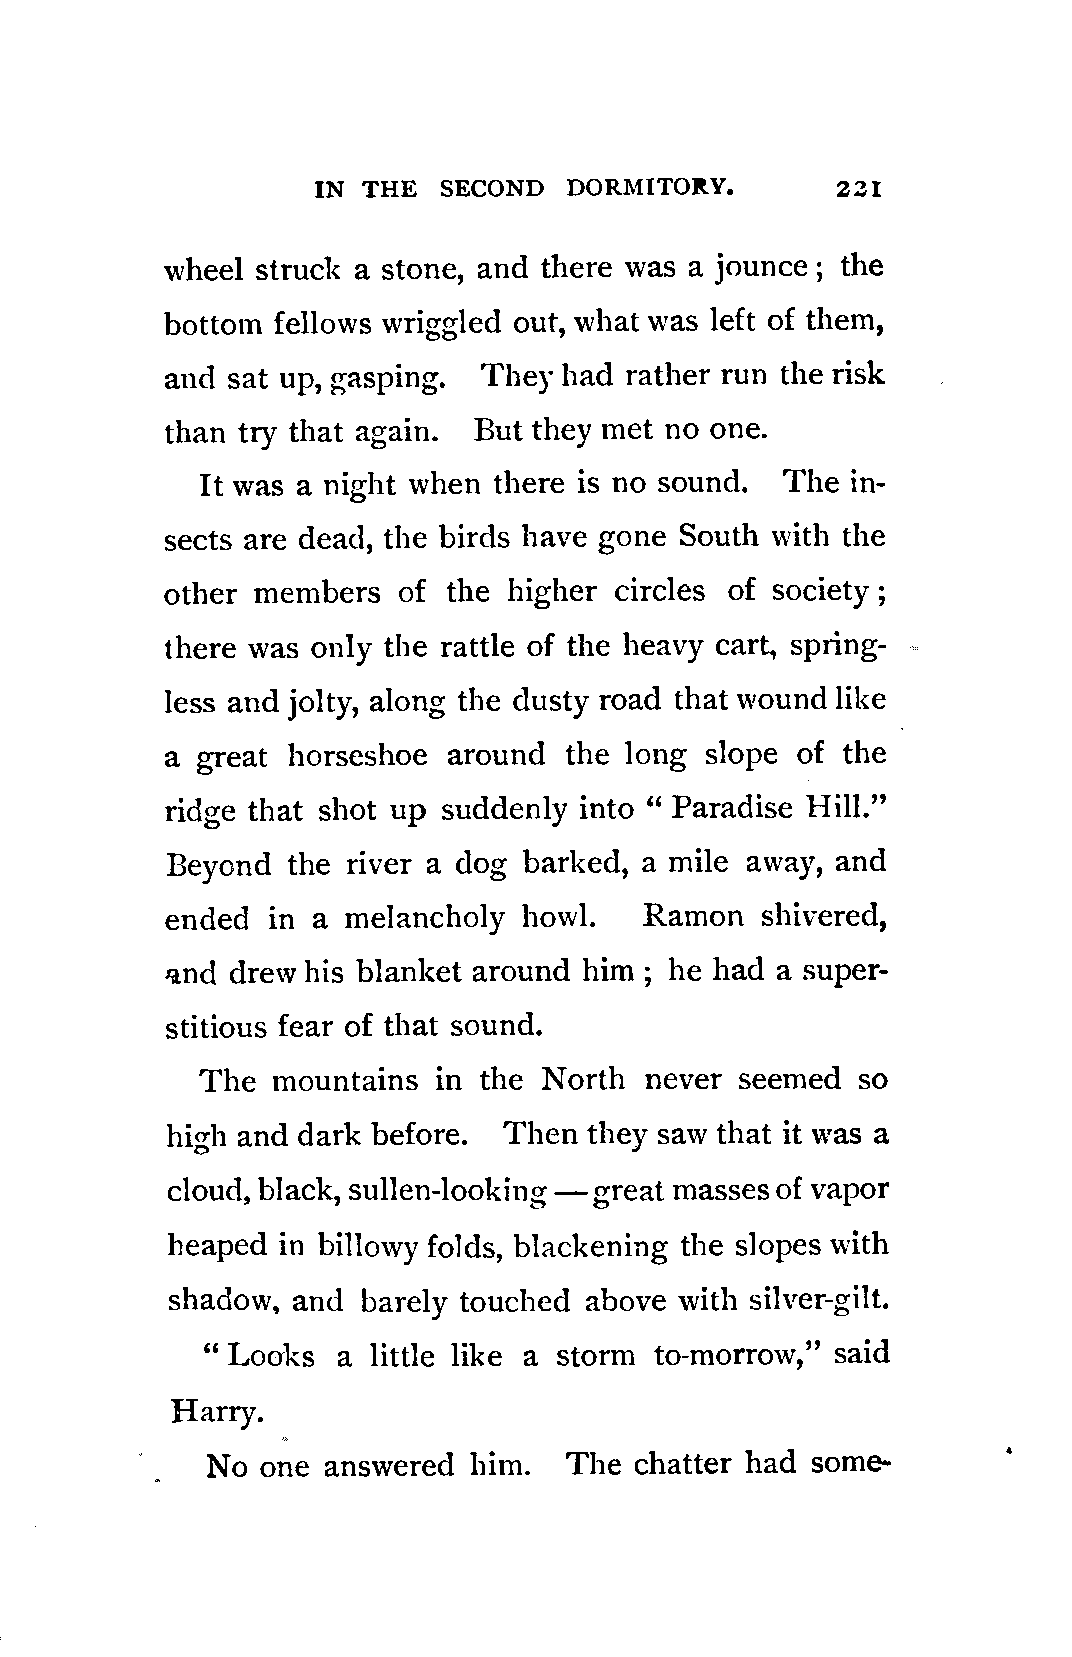 IN THE SECOND DORMITORY. 221
wheel struck a stone, and there was a jounce; the
bottom fellows wriggled out, what was left of them,
and sat up, gasping. They had rather run the risk
than try that again. But they met no one.
It was a night when there is no sound. The in-
sects are dead, the birds have gone South with the
other members of the higher circles of society;
there was only the rattle of the heavy cart, spring-
less and jolty, along the dusty road that wound like
a great horseshoe around the long slope of the
ridge that shot up suddenly into “Paradise Hill.”
Beyond the river a dog barked, a mile away, and
ended in a melancholy howl. Ramon shivered,
and drew his blanket around him; he had a super-
stitious fear of that sound.
The mountains in the North never seemed so
high and dark before. Then they saw that it was a
cloud, black, sullen-looking—great masses of vapor
heaped in billowy folds, blackening the slopes with
shadow, and barely touched above with silver-gilt.
“Looks a little like a storm to-morrow,” said
Harry.
No one answered him. The chatter had some-